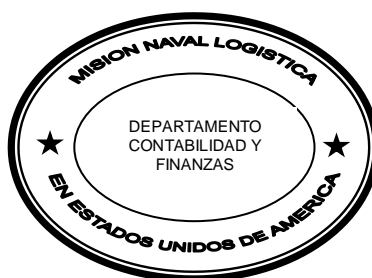 MISION NAVAL LOGISTICA
DEPARTAMENTO
CONTABILIDAD Y
FINANZAS
EN ESTADOS UNIDOS DE AMERICA